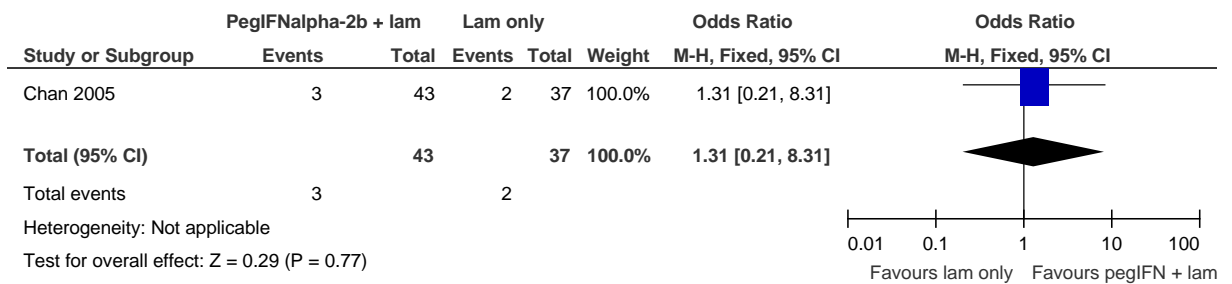 PegIFNalpha-2b + lam Lam only Odds Ratio Odds Ratio
Study or Subgroup Events Total Events Total Weight M-H, Fixed, 95% CI M-H, Fixed, 95% CI
Chan 2005 3 43 2 37 100.0% 1.31 [0.21, 8.31]
Total (95% CI) 43 37 100.0% 1.31 [0.21, 8.31]
Total events 3 2
Heterogeneity: Not applicable
Test for overall effect: Z = 0.29 (P = 0.77)
0.01 0.1 1 10 100
Favours lam only Favours pegIFN + lam